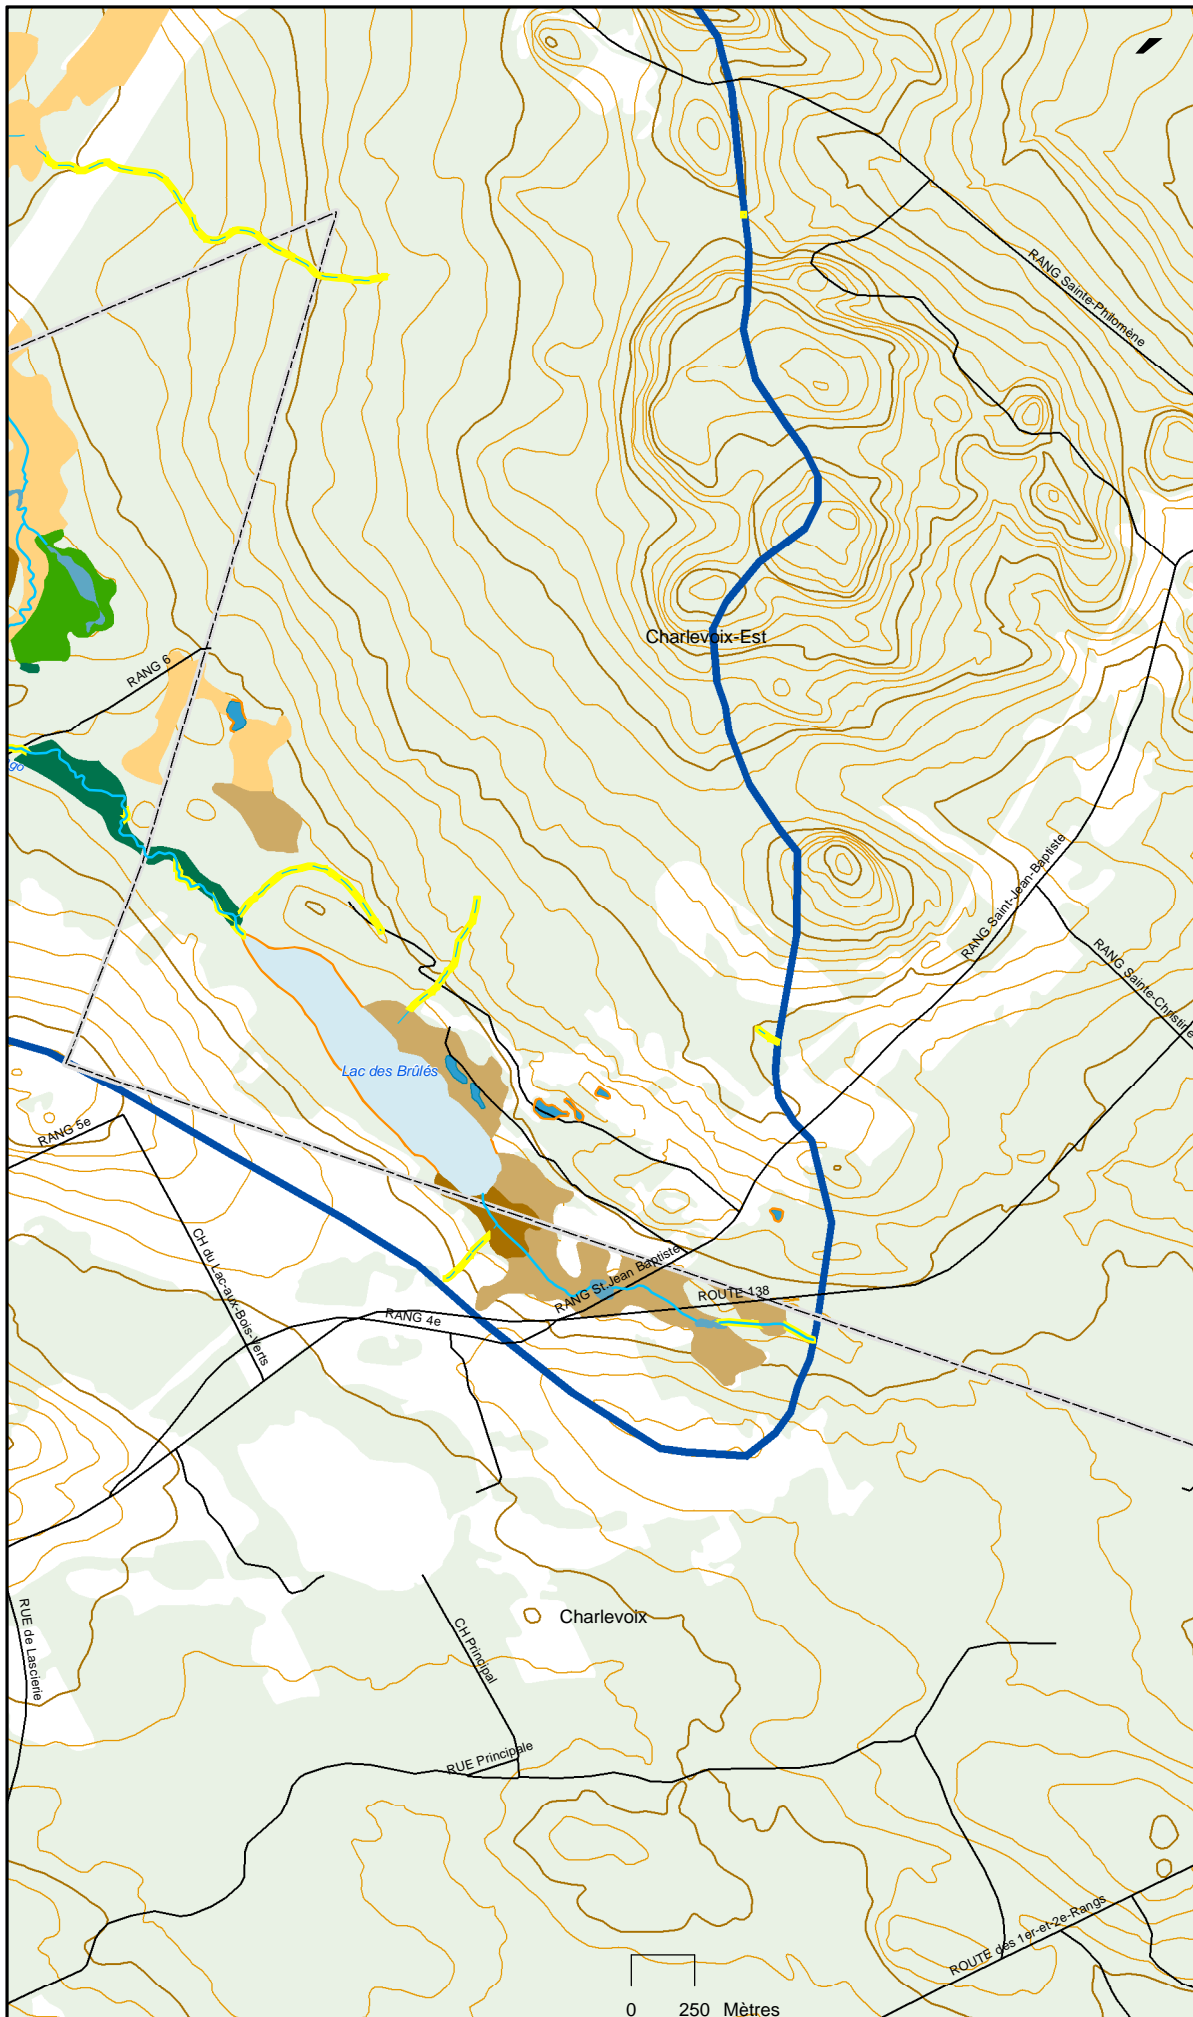 RANG Sainte-Philomène
Charlevoix-Est
RANG 6
go
RANG Saint-Jean-Baptiste
RANG Sainte-Christine
Lac des Brûlés
RANG 5e
CH du Lac-aux-Bois-Verts
RANG St.Jean Baptiste
ROUTE 138
RANG 4e
RUE de Lascierie
Charlevoix
CH Principal
RUE Principale
ROUTE des 1er-et-2e-Rangs
0 250 Mètres